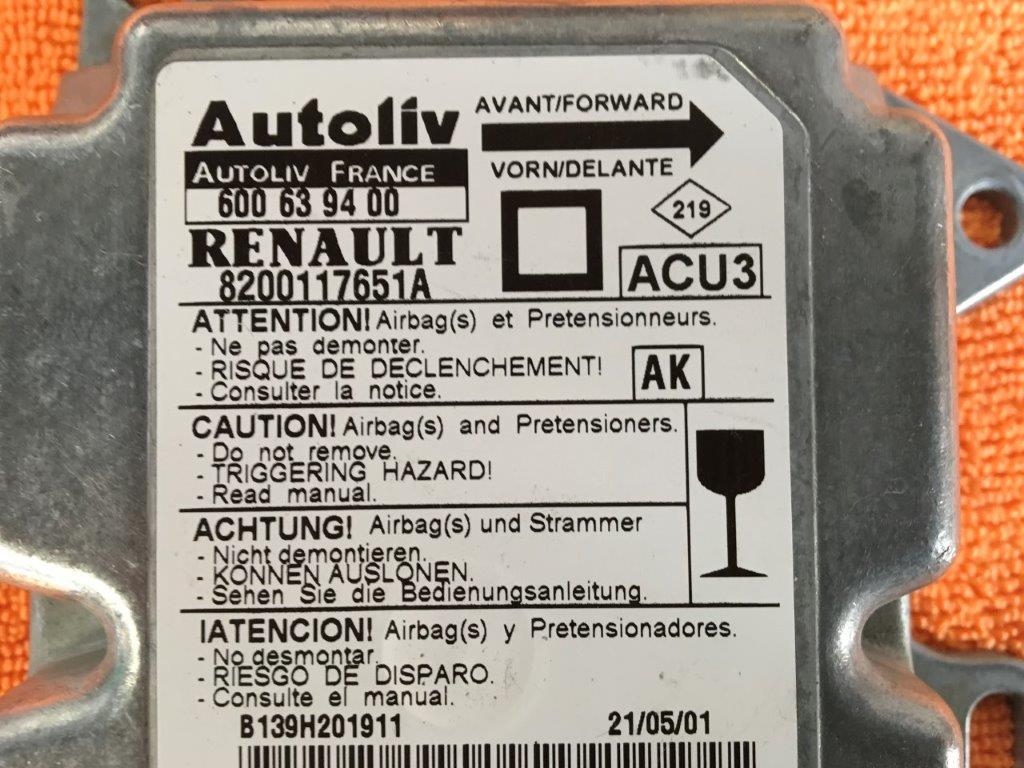 Autoliv
AVANT/FORWARD
AUTOLIV FRANCE
VORN/DELANTE
600 63 94 00
219
RENAULT
ACU3
8200117651A
ATTENTION! Airbag(s) et Pretensionneurs.
- Ne pas demonter.
- RISQUE DE DECLENCHEMENT!
- Consulter la notice.
AK
CAUTION! Airbag(s) and Pretensioners.
- Do not remove.
- TRIGGERING HAZARD!
- Read manual.
ACHTUNG! Airbag(s) und Strammer
- Nicht demontieren.
- KONNEN AUSLONEN.
- Sehen Sie die Bedienungsanleitung.
IATENCION! Airbag(s) y Pretensionadores.
- No desmontar.
- RIESGO DE DISPARO.
- Consulte el manual.
B139H201911 21/05/01